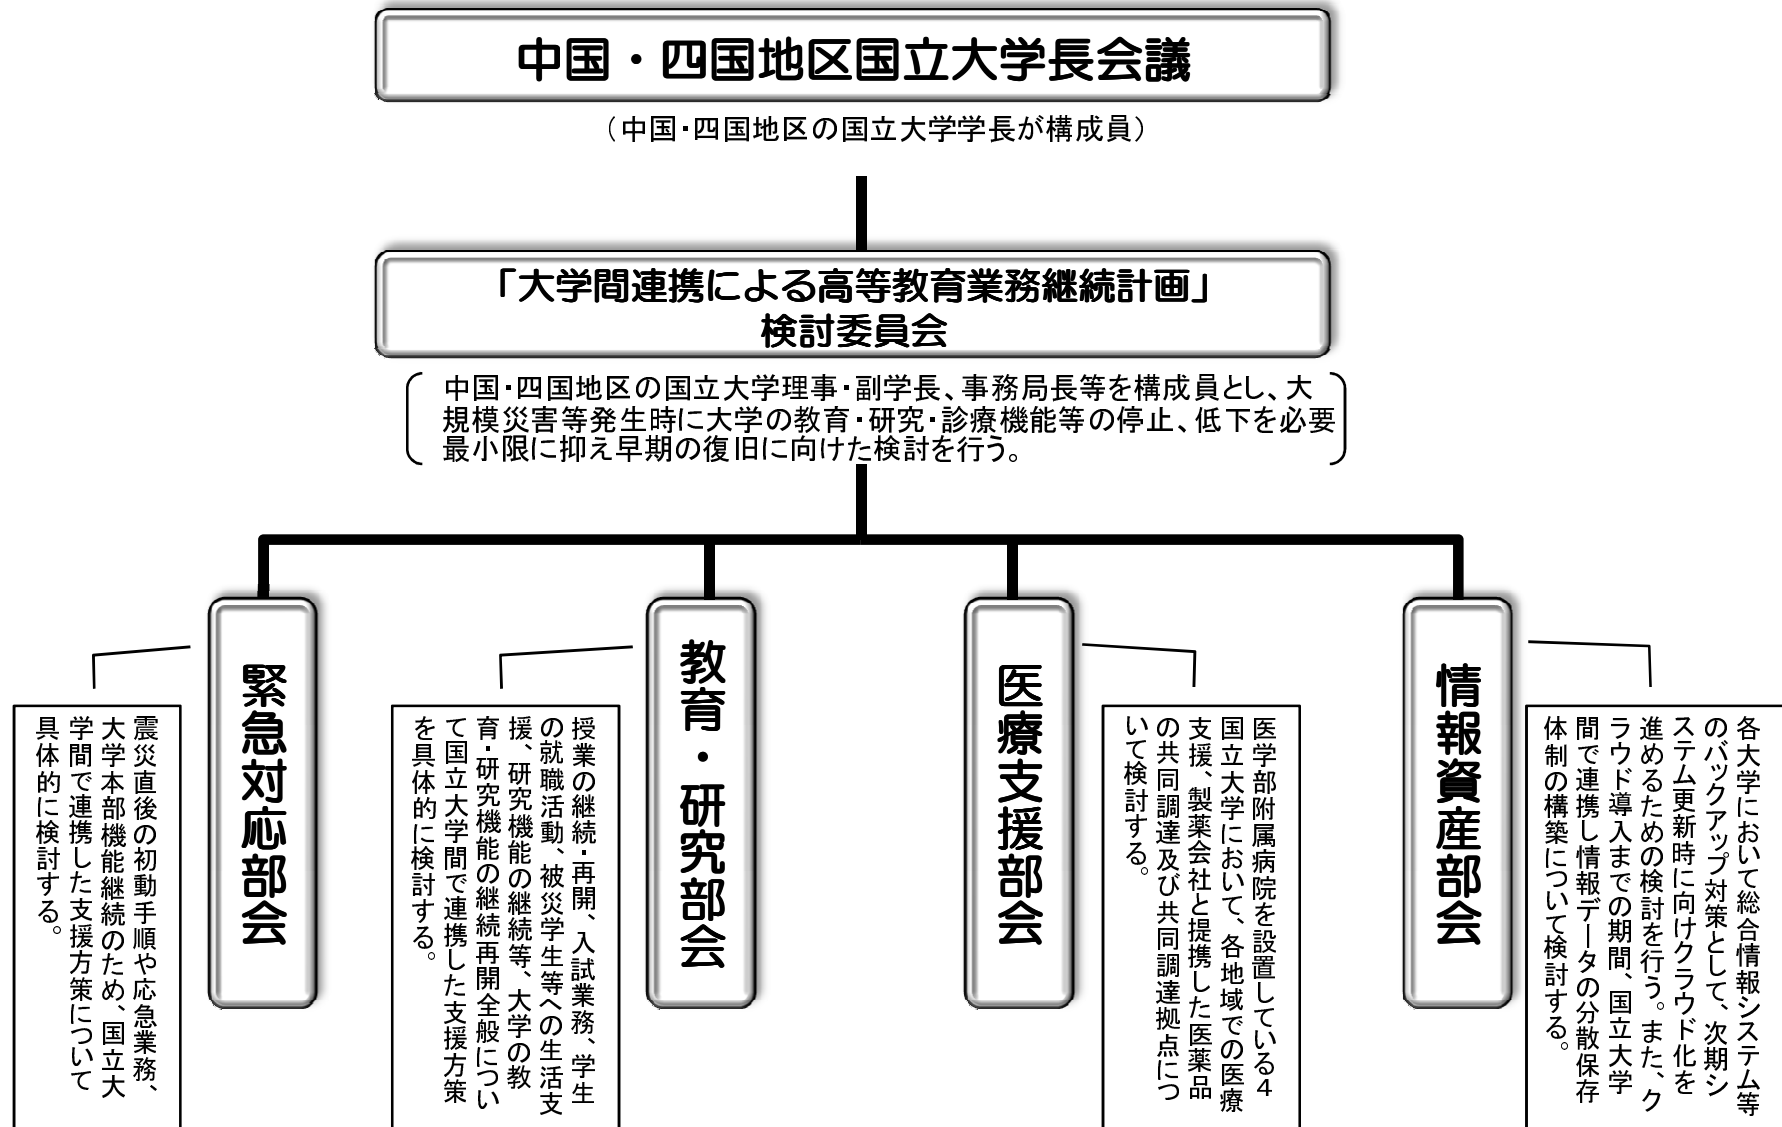 中国・四国地区国立大学長会議
（中国・四国地区の国立大学学長が構成員）
「大学間連携による高等教育業務継続計画」
検討委員会
中国・四国地区の国立大学理事・副学長、事務局長等を構成員とし、大
規模災害等発生時に大学の教育・研究・診療機能等の停止、低下を必要
最小限に抑え早期の復旧に向けた検討を行う。
緊急対応部会
震災直後の初動手順や応急業務、
大学本部機能継続のため、国立大
学間で連携した支援方策について
具体的に検討する。
教育・研究部会
授業の継続・再開、入試業務、学生
の就職活動、被災学生等への生活支
援、研究機能の継続等、大学の教
育・研究機能の継続再開全般につい
て国立大学間で連携した支援方策
を具体的に検討する。
医療支援部会
医学部附属病院を設置している４
国立大学において、各地域での医療
支援、製薬会社と提携した医薬品
の共同調達及び共同調達拠点につ
いて検討する。
情報資産部会
各大学において総合情報システム等
のバックアップ対策として、次期シ
ステム更新時に向けクラウド化を
進めるための検討を行う。また、ク
ラウド導入までの期間、国立大学
間で連携し情報データの分散保存
体制の構築について検討する。